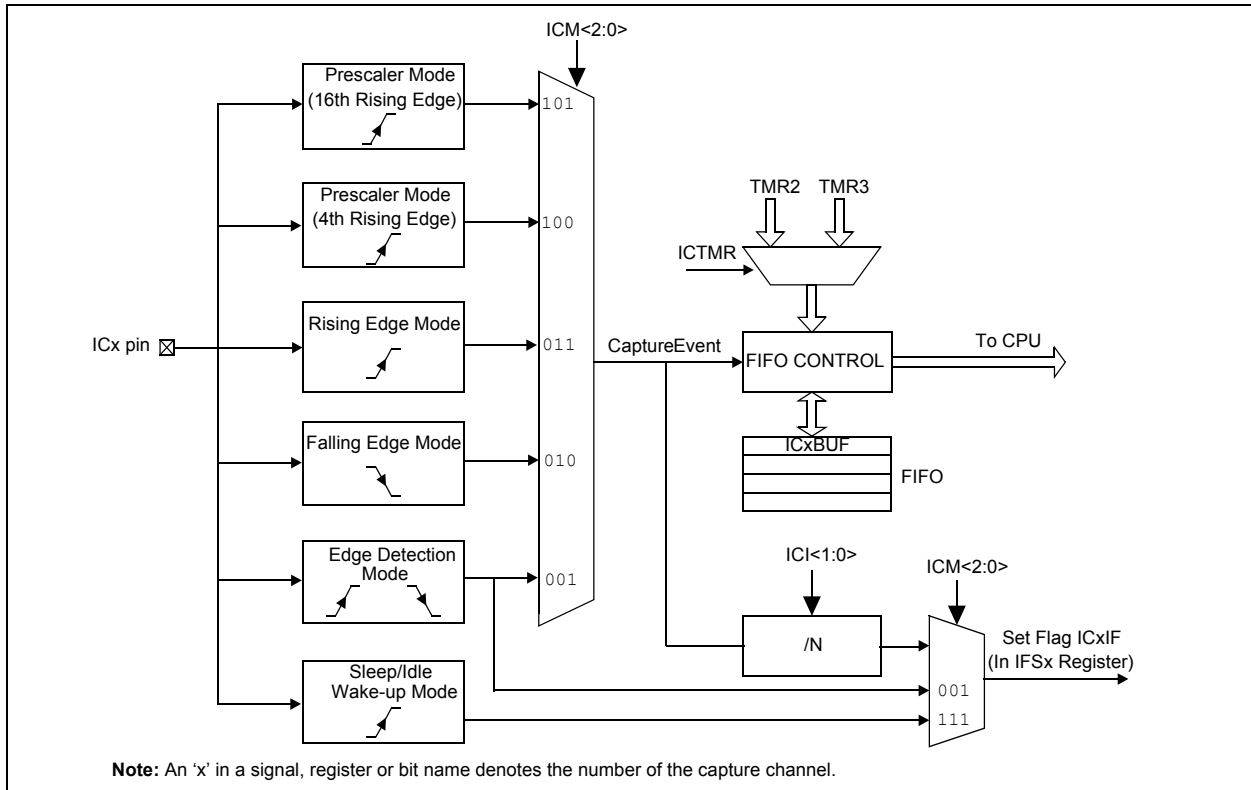 ICM<2:0>
Prescaler Mode
(16th Rising Edge)
101
Prescaler Mode
(4th Rising Edge)
100
TMR2
TMR3
ICTMR
ICx pin
Rising Edge Mode
011
CaptureEvent
FIFO CONTROL
To CPU
Falling Edge Mode
010
ICxBUF
FIFO
Edge Detection
Mode
001
ICI<1:0>
ICM<2:0>
/N
Set Flag ICxIF
(In IFSx Register)
Sleep/Idle
Wake-up Mode
001
111
Note: An ‘x’ in a signal, register or bit name denotes the number of the capture channel.